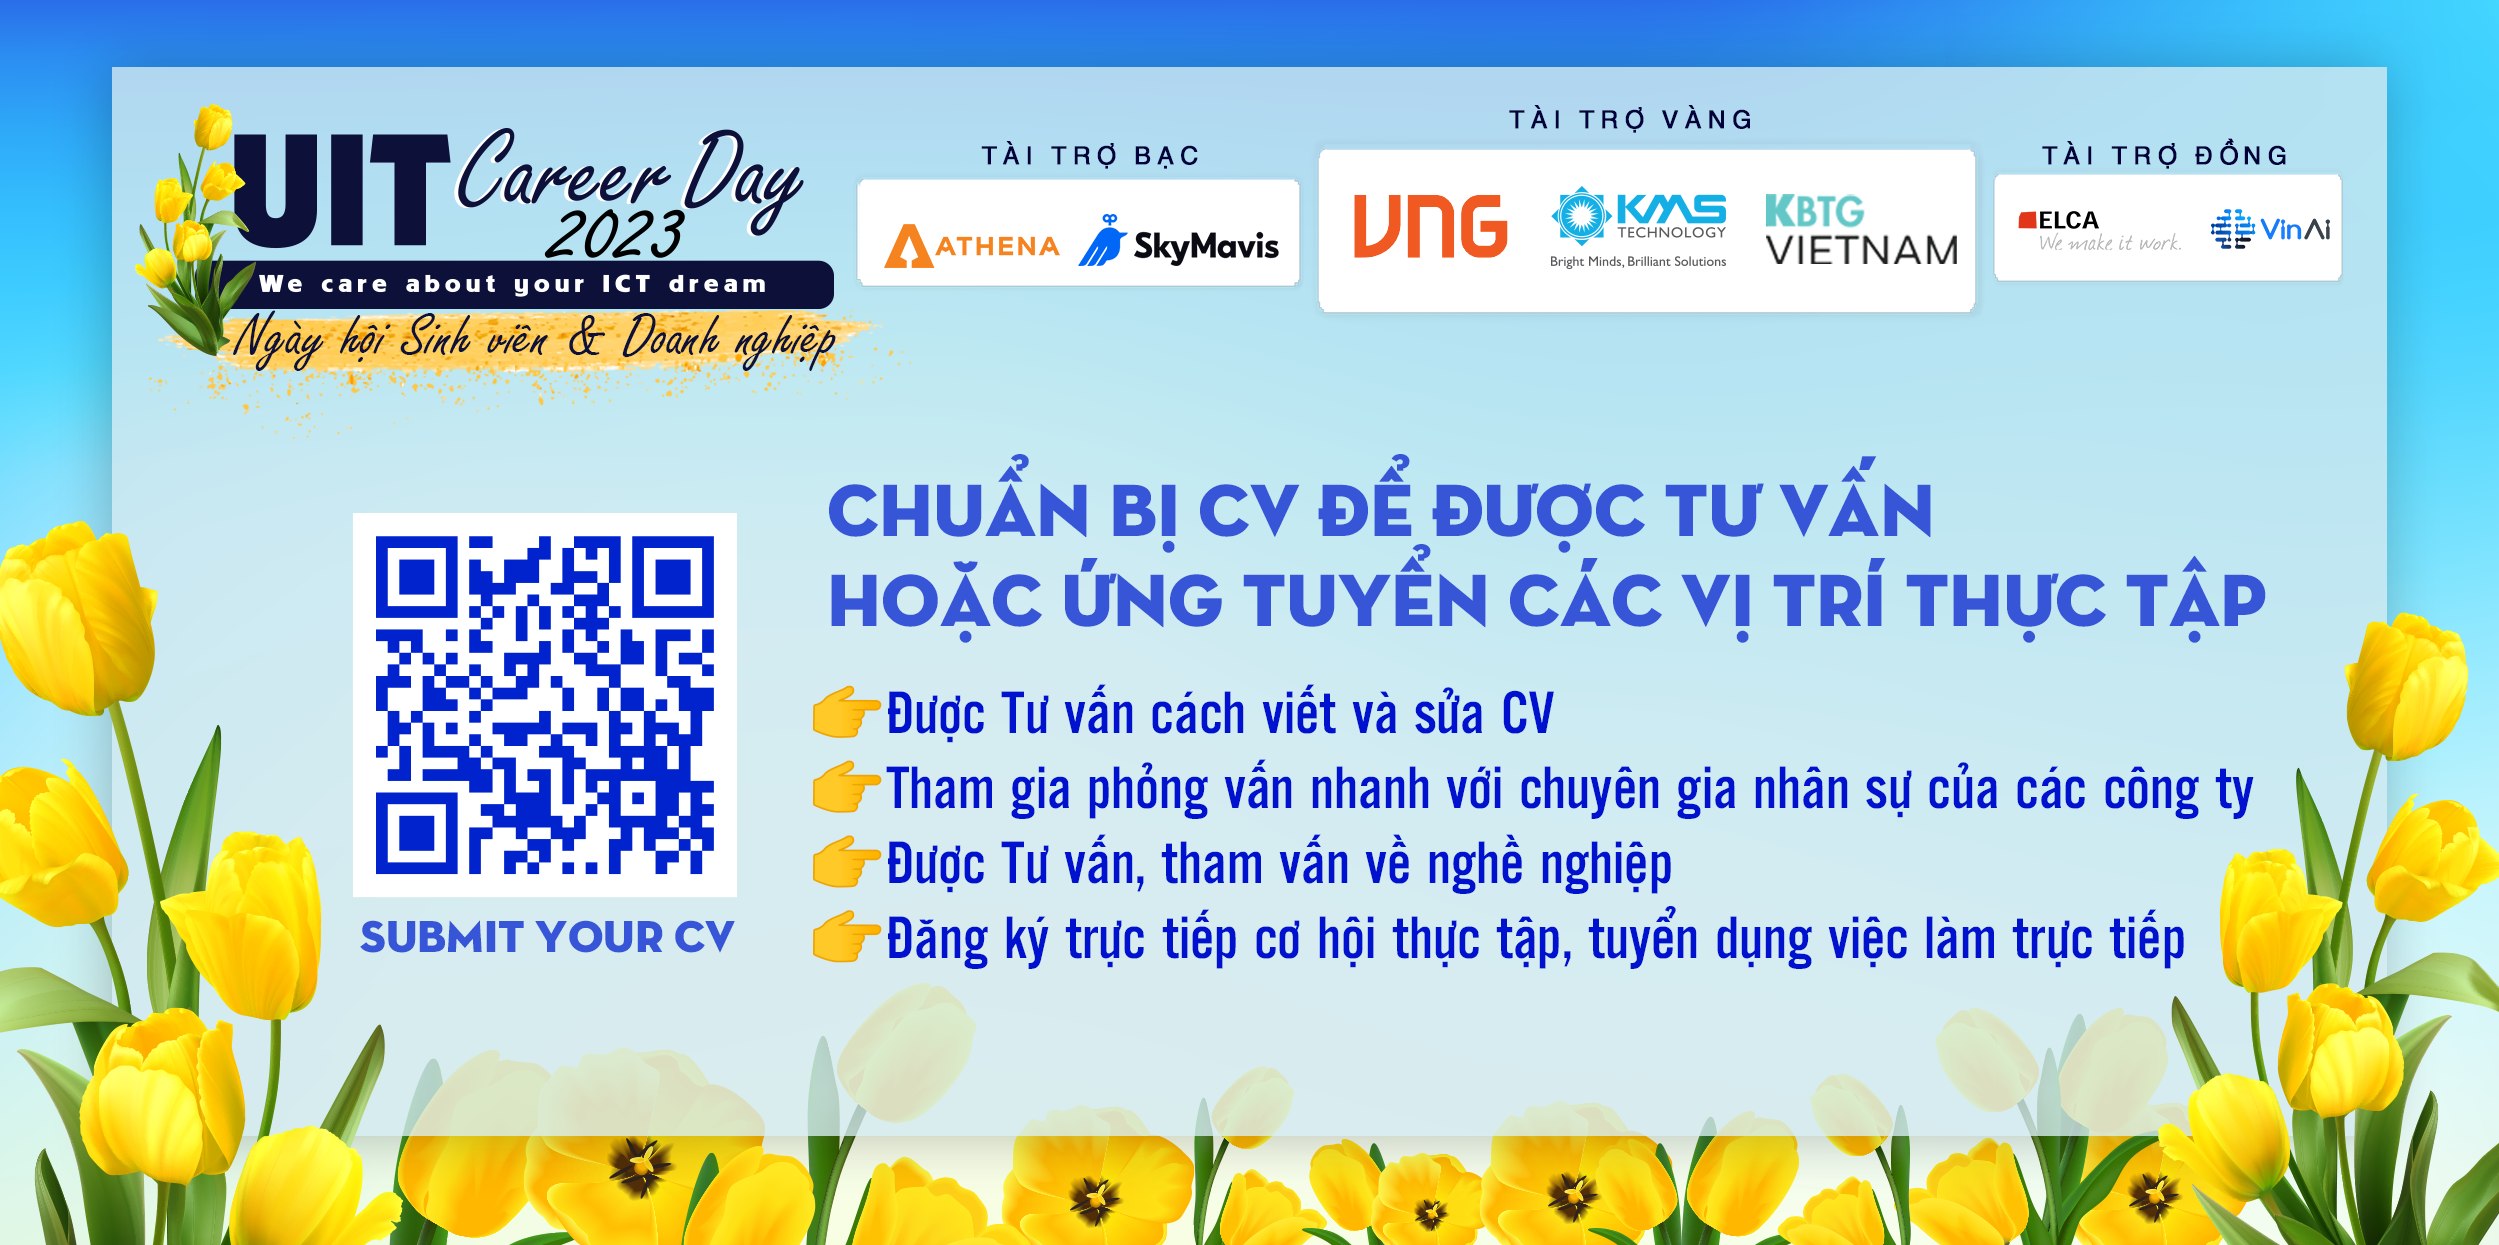 UIT Career Day
2023
We care about your ICT dream
Ngày hội Sinh viên & Doanh nghiệp
TÀI TRỢ BẠC
ATHENA
SkyMavis
TÀI TRỢ VÀNG
VNG
KMS
TECHNOLOGY
Bright Minds, Brilliant Solutions
KBTG
VIETNAM
TÀI TRỢ ĐỒNG
ELCA
We make it work.
VinAi
CHUẨN BỊ CV ĐỂ ĐƯỢC TƯ VẤN
HOẶC ỨNG TUYỂN CÁC VỊ TRÍ THỰC TẬP
SUBMIT YOUR CV
👉Được Tư vấn cách viết và sửa CV
👉Tham gia phỏng vấn nhanh với chuyên gia nhân sự của các công ty
👉Được Tư vấn, tham vấn về nghề nghiệp
👉Đăng ký trực tiếp cơ hội thực tập, tuyển dụng việc làm trực tiếp